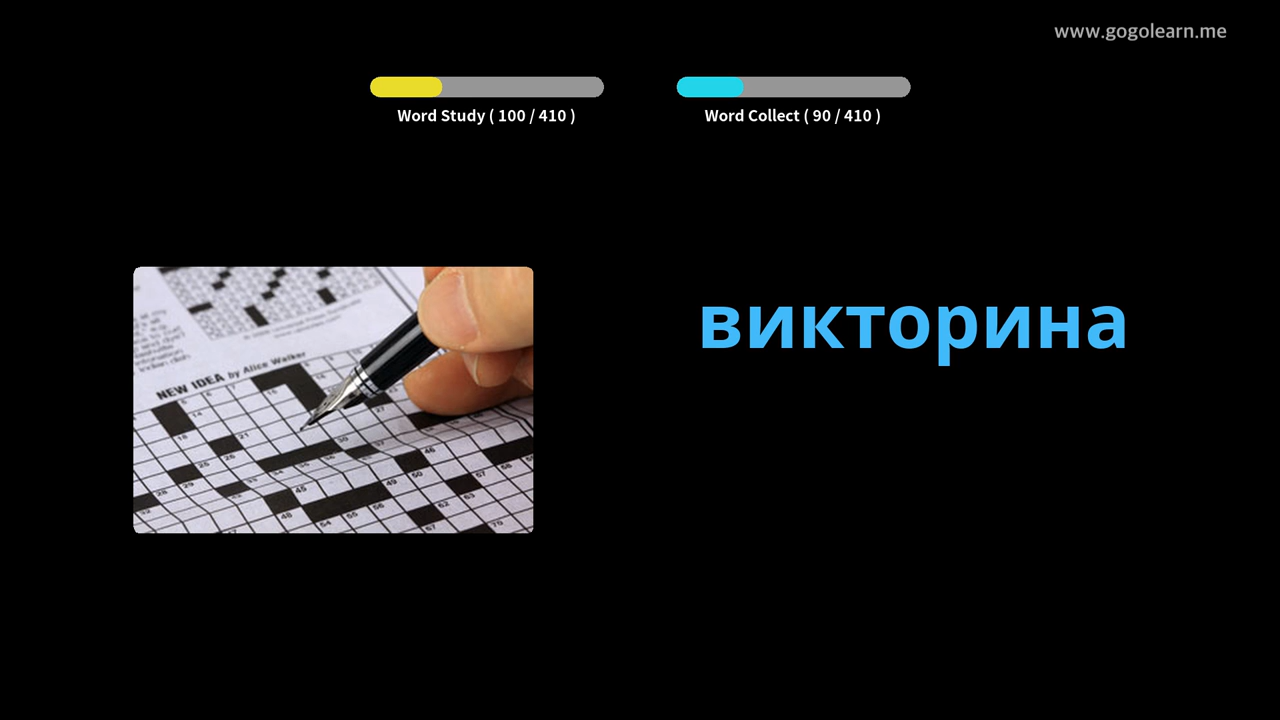 www.gogolearn.me
Word Study ( 100 / 410 )
Word Collect ( 90 / 410 )
викторина
NEW IDEA by Alice Walker